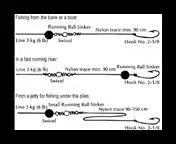 Fishing from the bank or a boat:
Running Ball Sinker
Nylon trace min. 90 cm
Line 3 kg (6 lb)
Swivel
Hook No. 2-1/0
In a fast running river:
Nylon trace min. 90 cm
Running Ball Sinker
Line 3 kg (6 lb)
Swivel
Hook No. 2-1/0
From a jetty for fishing under the piles
Small Running Ball Sinker
Line 3 kg (6 lb)
Nylon trace 90-150 cm
Swivel
Hook No. 2-1/0